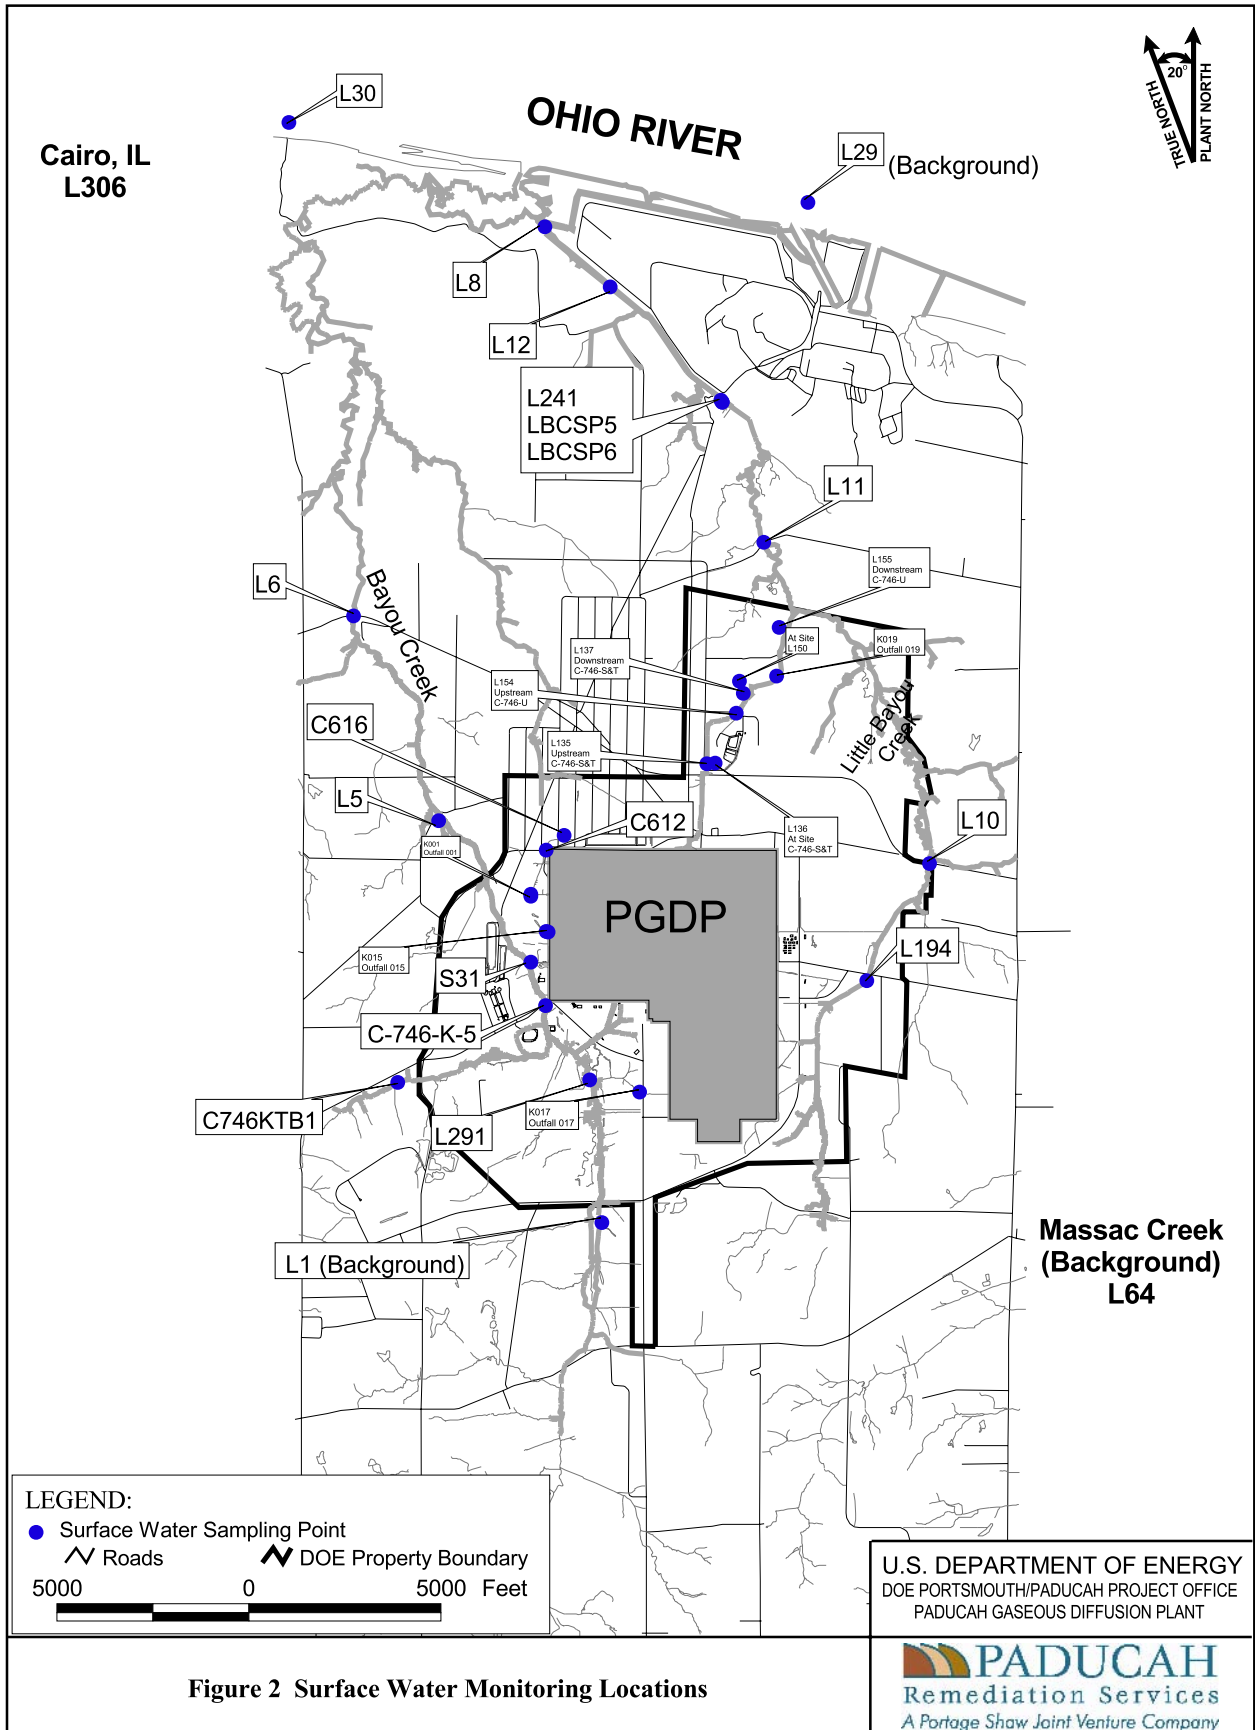 L30
OHIO RIVER
20°
TRUE NORTH
PLANT NORTH
Cairo, IL
L306
L29
(Background)
L8
L12
L241
LBCSP5
LBCSP6
L11
L155
Downstream
C-746-U
L6
Bayou Creek
L137
Downstream
C-746-S&T
At Site
L150
K019
Outfall 019
L154
Upstream
C-746-U
Little Bayou
Creek
C616
L135
Upstream
C-746-S&T
L5
C612
L136
At Site
C-746-S&T
L10
K001
Outfall 001
PGDP
K015
Outfall 015
S31
L194
C-746-K-5
C746KTB1
L291
K017
Outfall 017
L1 (Background)
Massac Creek
(Background)
L64
LEGEND:
Surface Water Sampling Point
Roads
DOE Property Boundary
5000 0 5000 Feet
U.S. DEPARTMENT OF ENERGY
DOE PORTSMOUTH/PADUCAH PROJECT OFFICE
PADUCAH GASEOUS DIFFUSION PLANT
Figure 2 Surface Water Monitoring Locations
PADUCAH
Remediation Services
A Portage Shaw Joint Venture Company